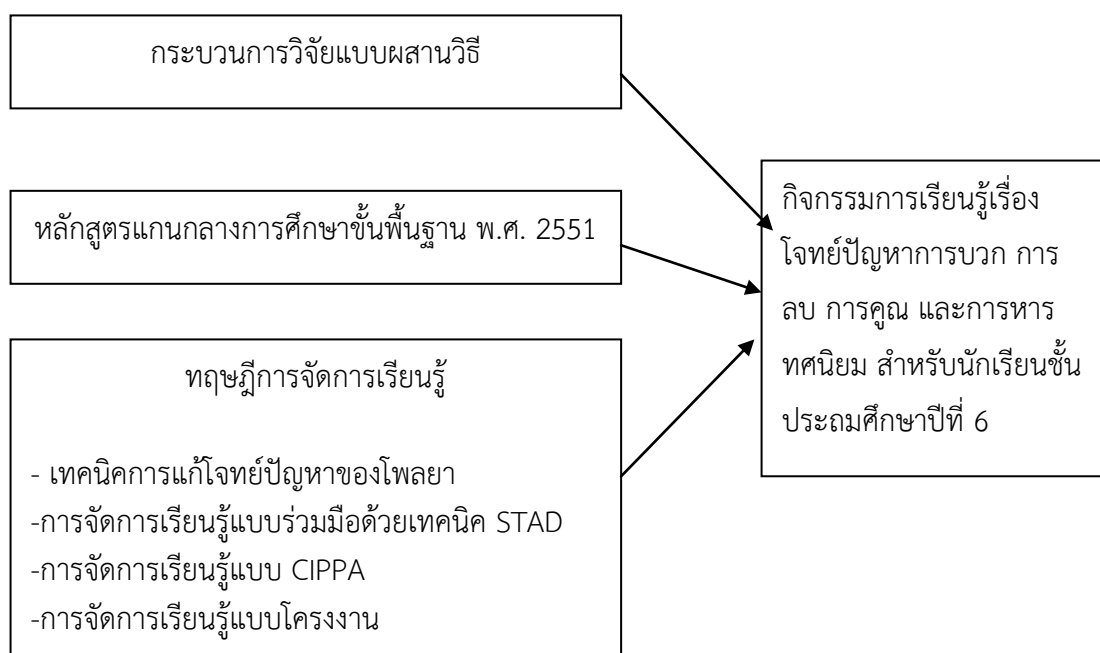 กระบวนการวิจัยแบบผสานวิธี
หลักสูตรแกนกลางการศึกษาขั้นพื้นฐาน พ.ศ. 2551
ทฤษฎีการจัดการเรียนรู้
- เทคนิคการแก้โจทย์ปัญหาของโพลยา
-การจัดการเรียนรู้แบบร่วมมือด้วยเทคนิค STAD
-การจัดการเรียนรู้แบบ CIPPA
-การจัดการเรียนรู้แบบโครงงาน
กิจกรรมการเรียนรู้เรื่อง
โจทย์ปัญหาการบวก การ
ลบ การคูณ และการหาร
ทศนิยม สำหรับนักเรียนชั้น
ประถมศึกษาปีที่ 6